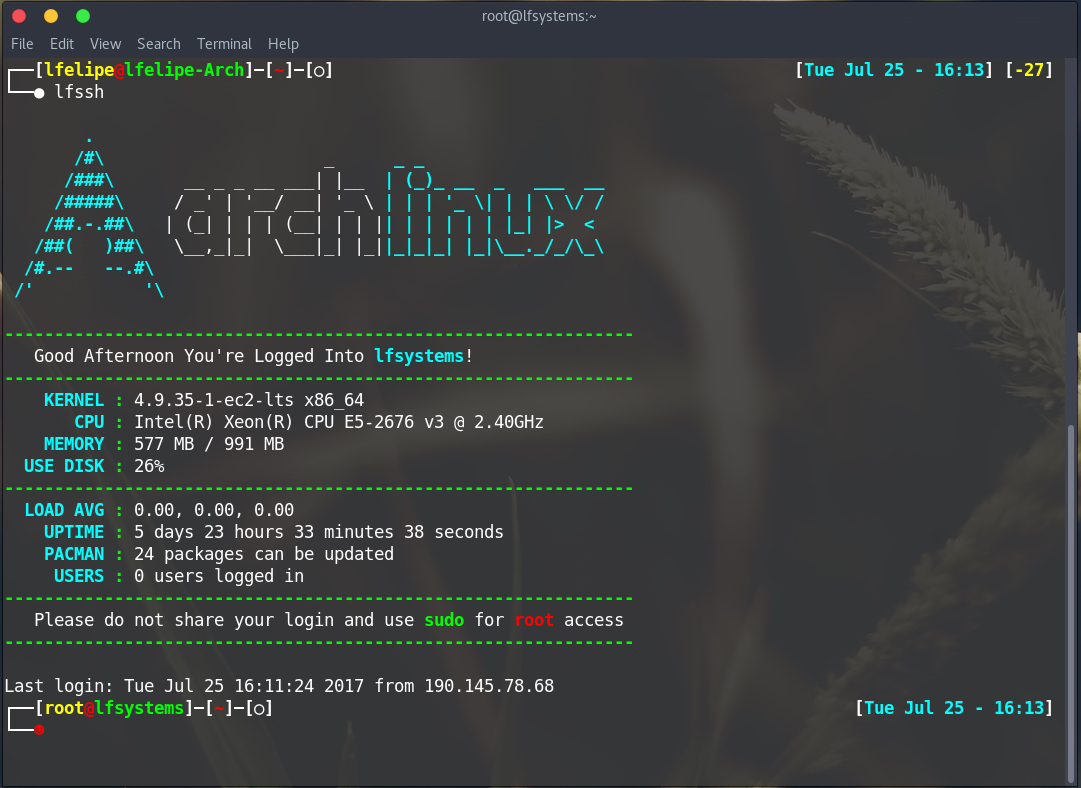 root@lfsystems:~
File Edit View Search Terminal Help
┌──[lfelipe@lfelipe-Arch]─[~]─[○] [Tue Jul 25 - 16:13] [-27]
└──● lfssh
        .
       /#\                      _      _ _
      /###\       __ _ _ __ ___| |__  | (_)_ __  _   ___  __
     /#####\     / _' | '__/ __| '_ \ | | | '_ \| | | \ \/ /
    /##.-.##\   | (_| | | | (__| | | || | | | | | |_| |>  <
   /##(   )##\   \__,_|_|  \___|_| |_||_|_|_| |_|\__._/_/\_\
  /#.--   --.#\
 /'           '\
---------------------------------------------------------------
Good Afternoon You're Logged Into lfsystems!
---------------------------------------------------------------
KERNEL : 4.9.35-1-ec2-lts x86_64
CPU : Intel(R) Xeon(R) CPU E5-2676 v3 @ 2.40GHz
MEMORY : 577 MB / 991 MB
USE DISK : 26%
---------------------------------------------------------------
LOAD AVG : 0.00, 0.00, 0.00
UPTIME : 5 days 23 hours 33 minutes 38 seconds
PACMAN : 24 packages can be updated
USERS : 0 users logged in
---------------------------------------------------------------
Please do not share your login and use sudo for root access
---------------------------------------------------------------
Last login: Tue Jul 25 16:11:24 2017 from 190.145.78.68
┌──[root@lfsystems]─[~]─[○] [Tue Jul 25 - 16:13]
└──●